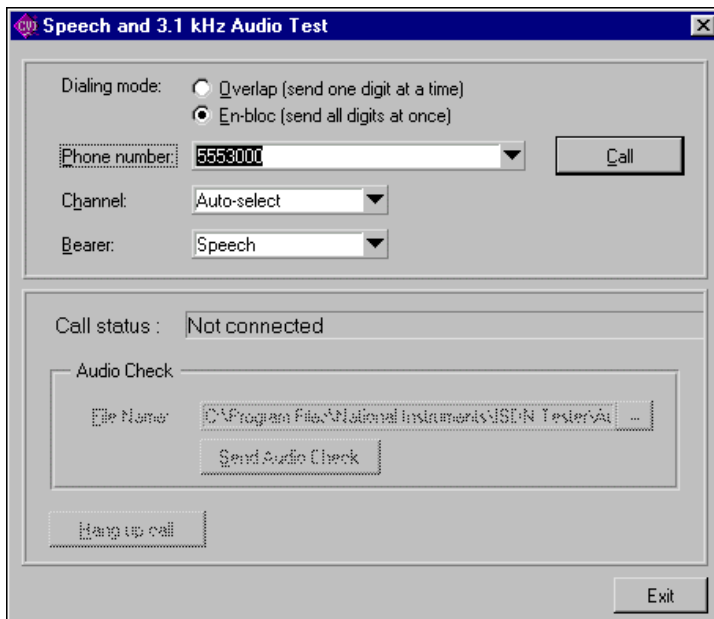 CVI Speech and 3.1 kHz Audio Test
Dialing mode: Overlap (send one digit at a time)
En-bloc (send all digits at once)
Phone number: 5553000 Call
Channel: Auto-select
Bearer: Speech
Call status : Not connected
Audio Check
File Name: C:\Program Files\National Instruments\ISDN Tester\Au ...
Send Audio Check
Hang up call
Exit